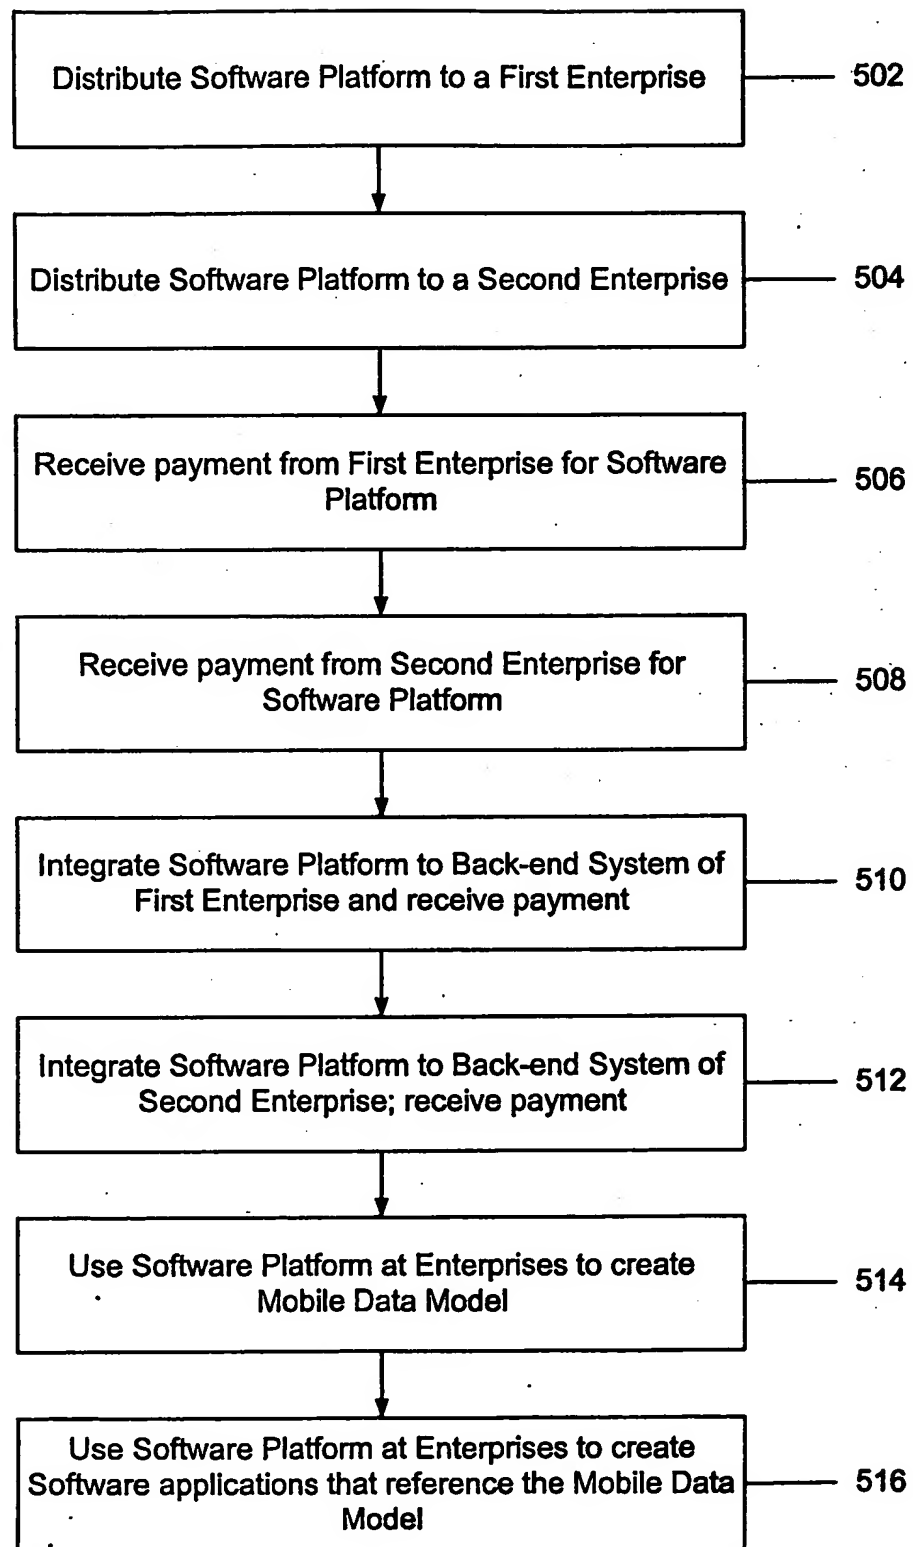 Distribute Software Platform to a First Enterprise
502
Distribute Software Platform to a Second Enterprise
504
Receive payment from First Enterprise for Software
Platform
506
Receive payment from Second Enterprise for
Software Platform
508
Integrate Software Platform to Back-end System of
First Enterprise and receive payment
510
Integrate Software Platform to Back-end System of
Second Enterprise; receive payment
512
Use Software Platform at Enterprises to create
Mobile Data Model
514
Use Software Platform at Enterprises to create
Software applications that reference the Mobile Data
Model
516